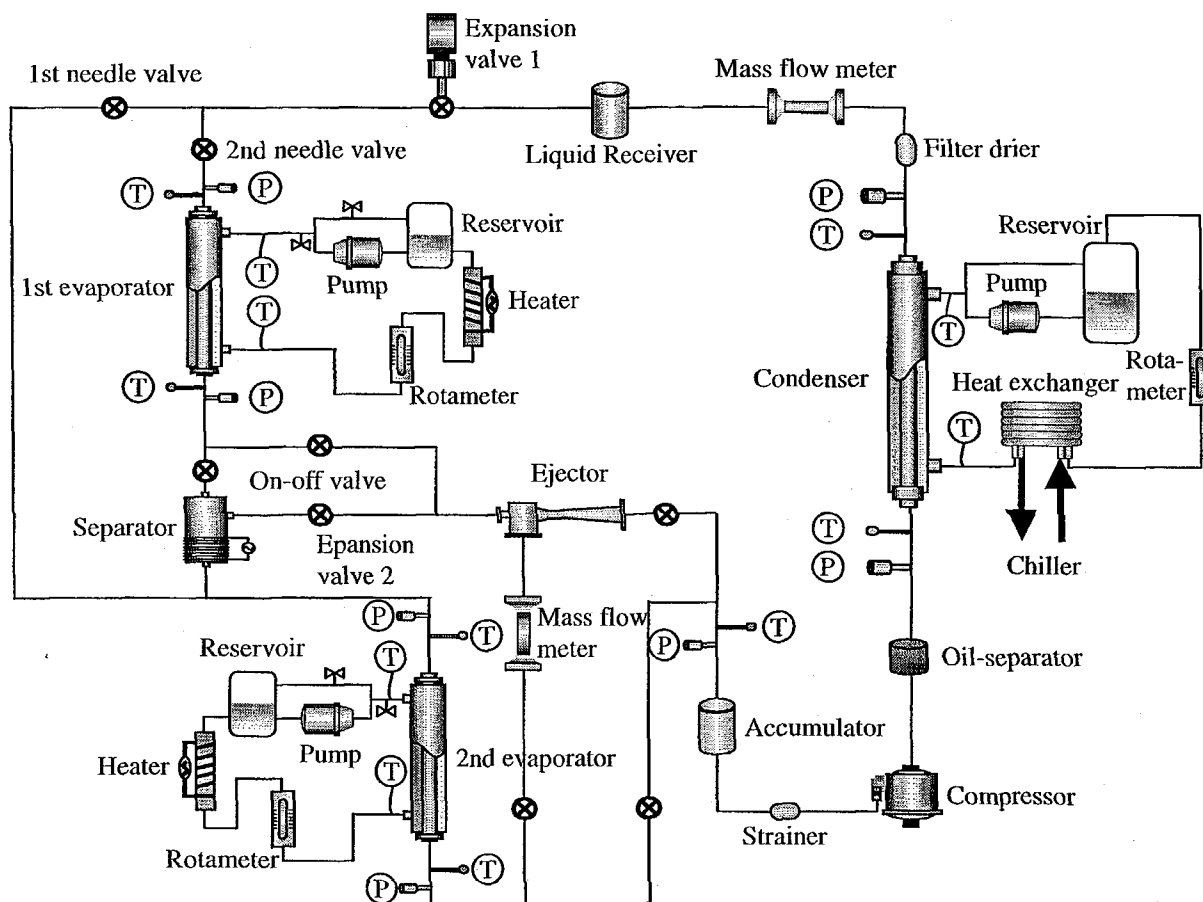 Expansion
valve 1
1st needle valve
Mass flow meter
2nd needle valve
Liquid Receiver
Filter drier
T
P
P
Reservoir
Reservoir
T
T
Pump
Pump
1st evaporator
Heater
T
T
Condenser
Heat exchanger
Rota-
meter
T
P
Rotameter
T
On-off valve
Ejector
Separator
Epansion
valve 2
T
P
Chiller
P
T
Mass flow
meter
P
T
Reservoir
T
Oil-separator
Accumulator
Pump
2nd evaporator
Heater
T
Compressor
Strainer
Rotameter
T
P